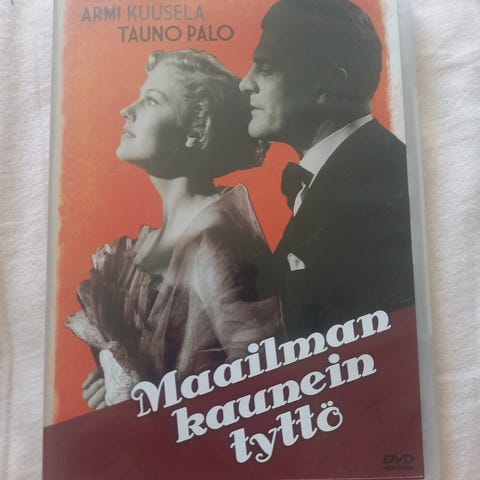 ARMI KUUSELA
TAUNO PALO
Maailman
kaunein
tyttö
DVD